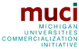 muci
MICHIGAN
UNIVERSITIES
COMMERCIALIZATION
INITIATIVE